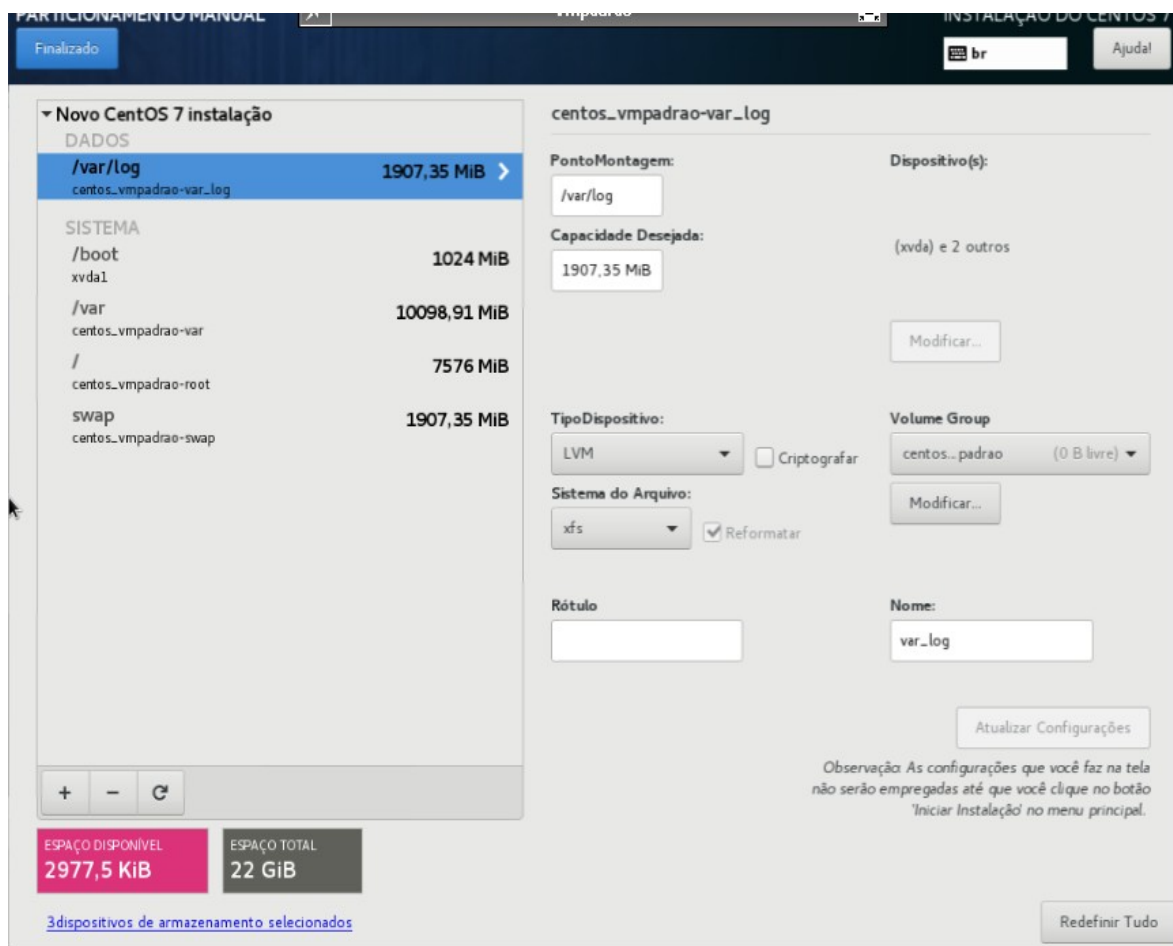 PARTICIONAMENTO MANUAL
INSTALAÇÃO DO CENTOS 7
Finalizado
br
Ajuda!
Novo CentOS 7 instalação
DADOS
/var/log 1907,35 MiB
centos_vmpadrao-var_log
SISTEMA
/boot 1024 MiB
xvda1
/var 10098,91 MiB
centos_vmpadrao-var
/ 7576 MiB
centos_vmpadrao-root
swap 1907,35 MiB
centos_vmpadrao-swap
+ -
ESPAÇO DISPONÍVEL
2977,5 KiB
ESPAÇO TOTAL
22 GiB
3dispositivos de armazenamento selecionados
centos_vmpadrao-var_log
PontoMontagem:
/var/log
Dispositivo(s):
Capacidade Desejada:
1907,35 MiB
(xvda) e 2 outros
Modificar...
TipoDispositivo:
LVM
Criptografar
Volume Group
centos...padrao (0 B livre)
Sistema do Arquivo:
xfs
Reformatar
Modificar...
Rótulo
Nome:
var_log
Atualizar Configurações
Observação: As configurações que você faz na tela
não serão empregadas até que você clique no botão
'Iniciar Instalação' no menu principal.
Redefinir Tudo